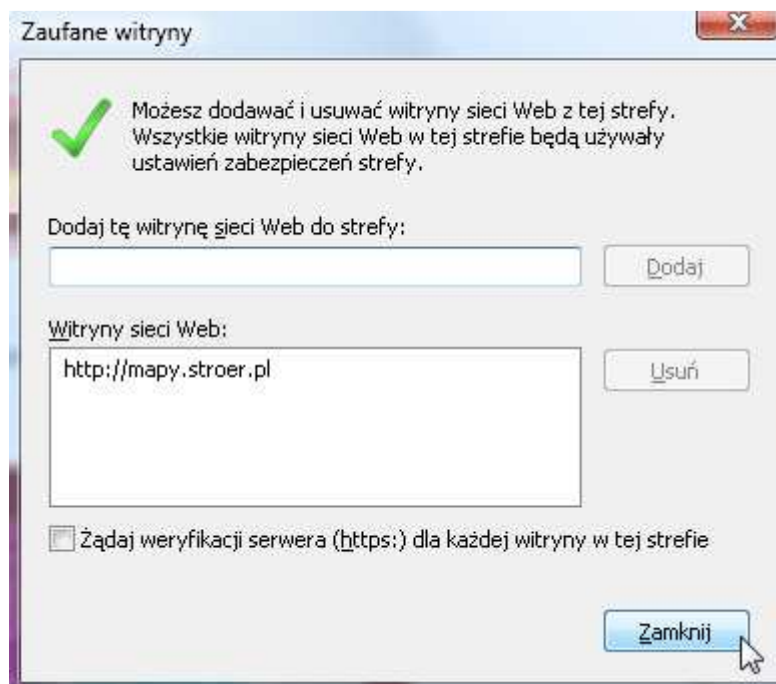 Zaufane witryny
Możesz dodawać i usuwać witryny sieci Web z tej strefy.
Wszystkie witryny sieci Web w tej strefie będą używały
ustawień zabezpieczeń strefy.
Dodaj tę witrynę sieci Web do strefy:
Dodaj
Witryny sieci Web:
http://mapy.stroer.pl
Usuń
Żądaj weryfikacji serwera (https:) dla każdej witryny w tej strefie
Zamknij